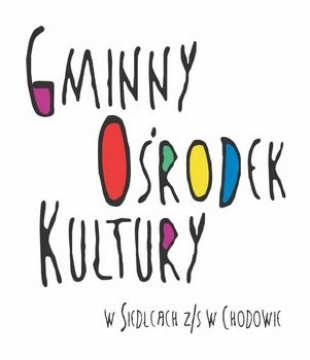 Gminny
Ośrodek
Kultury
w Siedlcach z/s w Chodowie